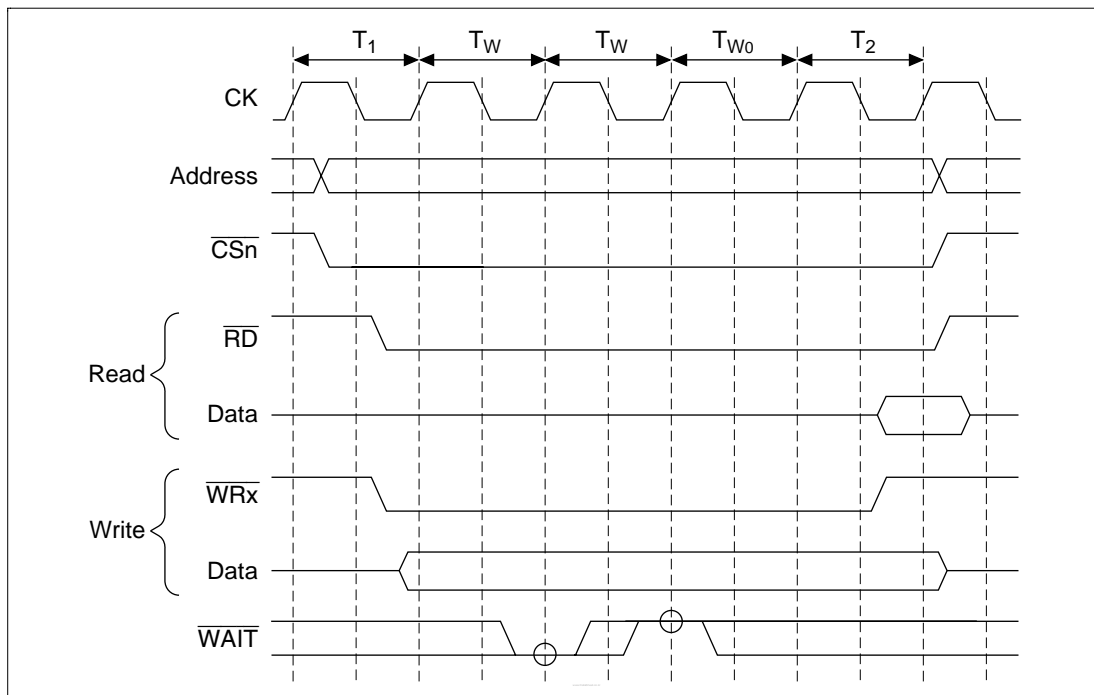 T1 TW TW TW0 T2
CK
Address
CSn
RD
Read
Data
WRx
Write
Data
WAIT